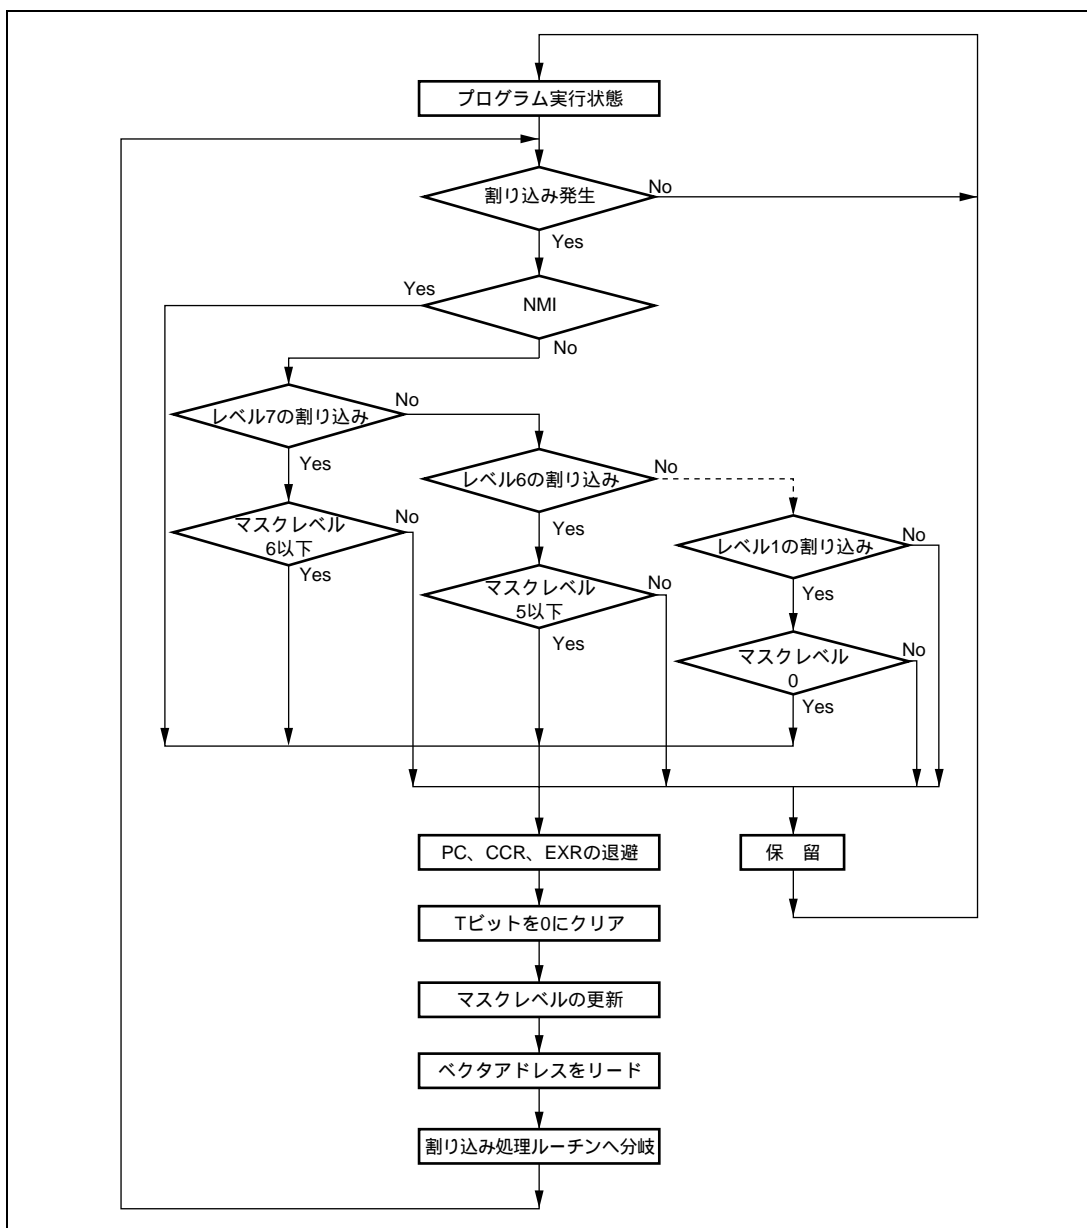 プログラム実行状態
割り込み発生
No
Yes
Yes
NMI
No
レベル7の割り込み
No
Yes
レベル6の割り込み
No
Yes
マスクレベル
6以下
No
Yes
レベル1の割り込み
No
Yes
マスクレベル
5以下
No
Yes
マスクレベル
0
No
Yes
PC、CCR、EXRの退避
保 留
Tビットを0にクリア
マスクレベルの更新
ベクタアドレスをリード
割り込み処理ルーチンへ分岐